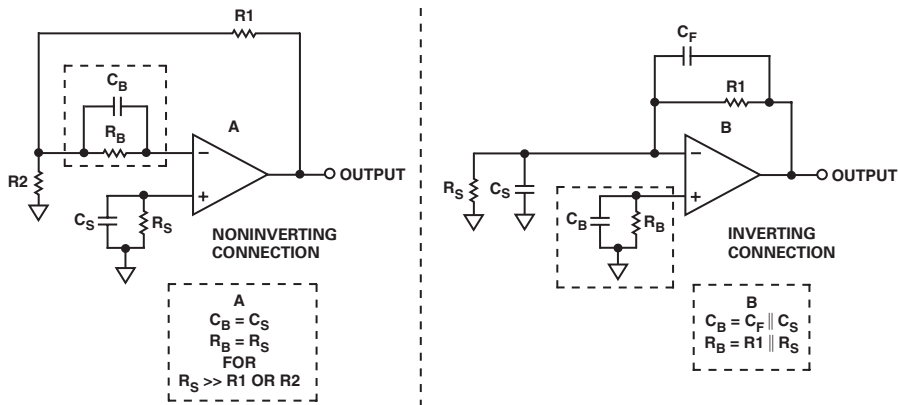 R1
C_B
A
R_B
−
R2
+
OUTPUT
C_S
R_S
NONINVERTING
CONNECTION
A
C_B = C_S
R_B = R_S
FOR
R_S >> R1 OR R2
C_F
R1
B
−
R_S
C_S
+
OUTPUT
C_B
R_B
INVERTING
CONNECTION
B
C_B = C_F || C_S
R_B = R1 || R_S